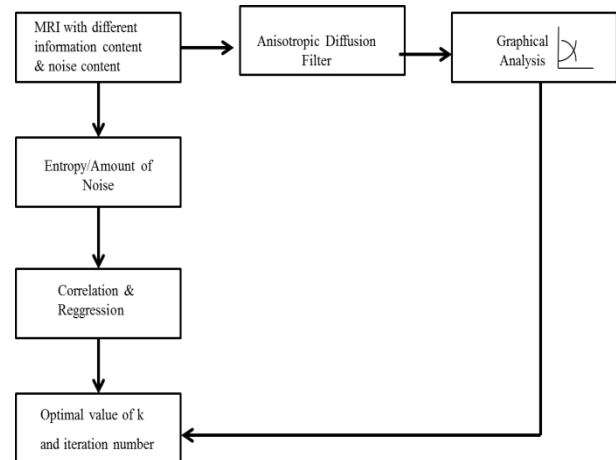 MRI with different
information content
& noise content
Anisotropic Diffusion
Filter
Graphical
Analysis
Entropy/Amount of
Noise
Correlation &
Reggression
Optimal value of k
and iteration number